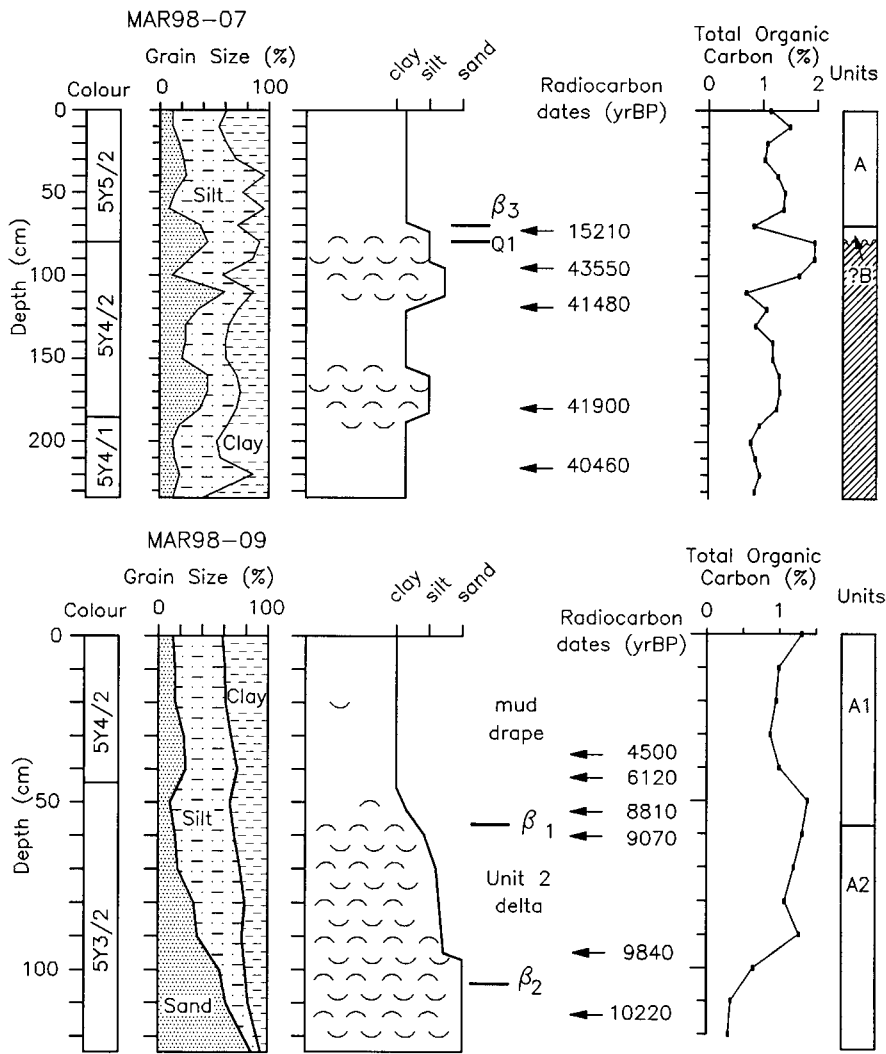 MAR98-07
Grain Size (%)
Colour
0 100
clay silt sand
Radiocarbon
dates (yrBP)
Total Organic
Carbon (%)
0 1 2
Units
Depth (cm)
0
50
100
150
200
5Y5/2
5Y4/2
5Y4/1
Silt
Clay
β3
Q1
15210
43550
41480
41900
40460
A
?B
MAR98-09
Grain Size (%)
Colour
0 100
clay silt sand
Radiocarbon
dates (yrBP)
Total Organic
Carbon (%)
0 1
Units
Depth (cm)
0
50
100
5Y4/2
5Y3/2
Clay
Silt
Sand
mud
drape
4500
6120
8810
β1
9070
Unit 2
delta
9840
β2
10220
A1
A2